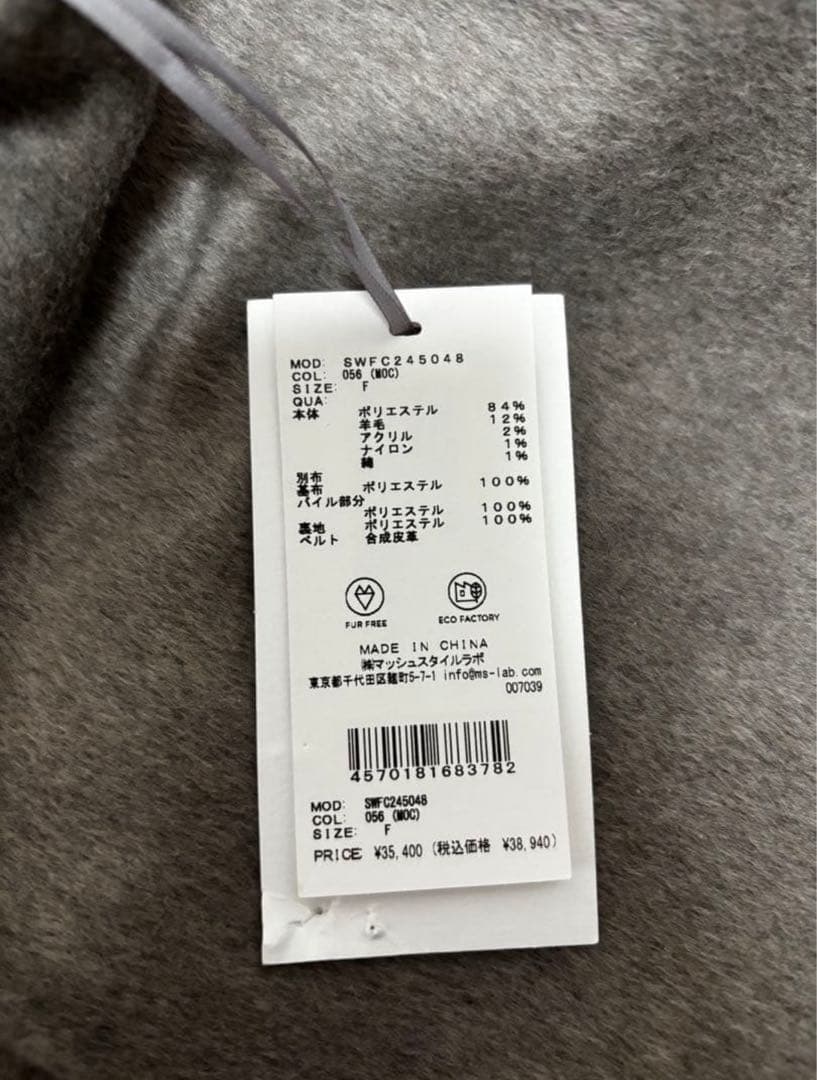 MOD: SWFC245048
COL: 056 (MOC)
SIZE: F
QUA:
本体 ポリエステル 84%
羊毛 12%
アクリル 2%
ナイロン 1%
綿 1%
別布
基布 ポリエステル 100%
パイル部分
ポリエステル 100%
裏地 ポリエステル 100%
ベルト 合成皮革
FUR FREE ECO FACTORY
MADE IN CHINA
㈱マッシュスタイルラボ
東京都千代田区麹町5-7-1 info@ms-lab.com
007039
4570181683782
MOD: SWFC245048
COL: 056 (MOC)
SIZE: F
PRICE: ¥35,400 (税込価格 ¥38,940)